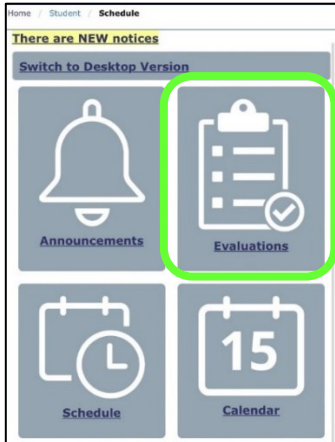 Home / Student / Schedule
There are NEW notices
Switch to Desktop Version
Announcements
Evaluations
15
Schedule
Calendar